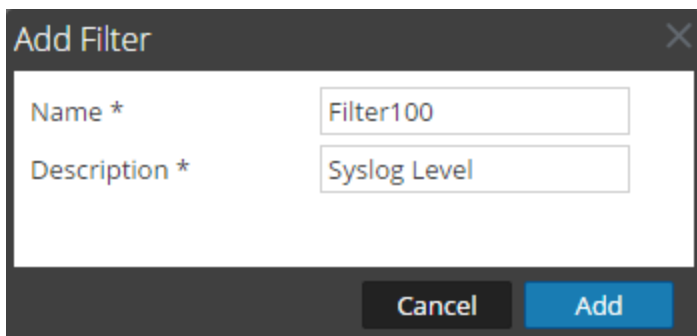 Add Filter
Name * Filter100
Description * Syslog Level
Cancel Add